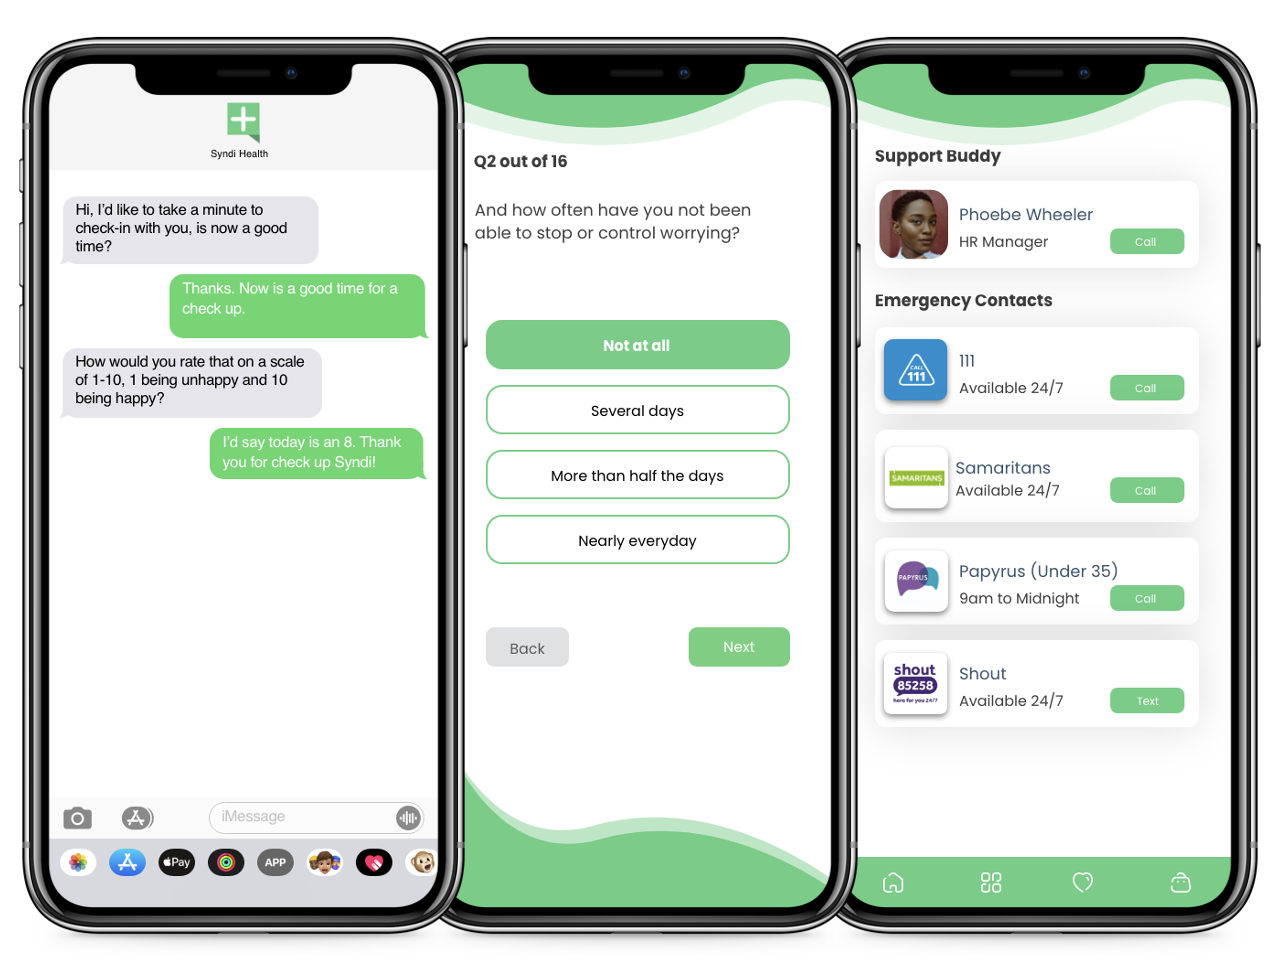 Syndi Health
Hi, I'd like to take a minute to
check-in with you, is now a good
time?
Thanks. Now is a good time for a
check up.
How would you rate that on a scale
of 1-10, 1 being unhappy and 10
being happy?
I'd say today is an 8. Thank
you for check up Syndi!
iMessage
Pay
APP
Q2 out of 16
And how often have you not been
able to stop or control worrying?
Not at all
Several days
More than half the days
Nearly everyday
Back
Next
Support Buddy
Phoebe Wheeler
HR Manager
Call
Emergency Contacts
CALL
111
111
Available 24/7
Call
SAMARITANS
Samaritans
Available 24/7
Call
PAPYRUS
Papyrus (Under 35)
9am to Midnight
Call
shout
85258
here for you 24/7
Shout
Available 24/7
Text